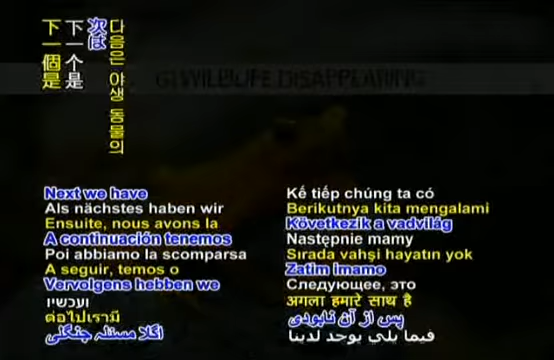 下一個是
下一个是
次は
다음은 야생 동물의
G) WILDLIFE DISAPPEARING
Next we have
Als nächstes haben wir
Ensuite, nous avons la
A continuación tenemos
Poi abbiamo la scomparsa
A seguir, temos o
Vervolgens hebben we
ועכשיו
ต่อไปเรามี
اگلا مسئلہ جنگلی
Kế tiếp chúng ta có
Berikutnya kita mengalami
Következik a vadvilág
Następnie mamy
Sırada vahşi hayatın yok
Zatim imamo
Следующее, это
अगला हमारे साथ है
پس از آن نابودی
فيما يلي يوجد لدينا